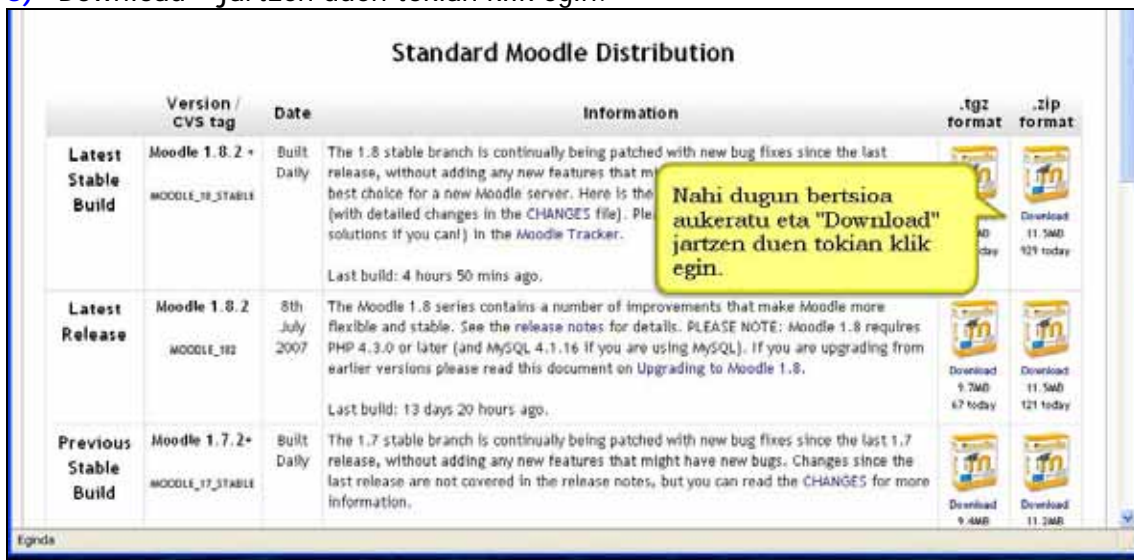 "Download" jartzen duen tokian klik egin.
Standard Moodle Distribution
Version / CVS tag
Date
Information
.tgz format
.zip format
Latest Stable Build
Moodle 1.8.2 +
MOODLE_18_STABLE
Built Daily
The 1.8 stable branch is continually being patched with new bug fixes since the last
release, without adding any new features that
best choice for a new Moodle server. Here is the
(with detailed changes in the CHANGES file).
solutions if you can!) in the Moodle Tracker.
Last build: 4 hours 50 mins ago.
Nahi dugun bertsioa
aukeratu eta "Download"
jartzen duen tokian klik
egin.
Download
11.5MB
929 today
Latest Release
Moodle 1.8.2
MOODLE_182
8th July 2007
The Moodle 1.8 series contains a number of improvements that make Moodle more
flexible and stable. See the release notes for details. PLEASE NOTE: Moodle 1.8 requires
PHP 4.3.0 or later (and MySQL 4.1.16 if you are using MySQL). If you are upgrading from
earlier versions please read this document on Upgrading to Moodle 1.8.
Last build: 13 days 20 hours ago.
Download
9.7MB
67 today
Download
11.5MB
121 today
Previous Stable Build
Moodle 1.7.2+
MOODLE_17_STABLE
Built Daily
The 1.7 stable branch is continually being patched with new bug fixes since the last 1.7
release, without adding any new features that might have new bugs. Changes since the
last release are not covered in the release notes, but you can read the CHANGES for more
information.
Download
9.4MB
Download
11.2MB
Eginda